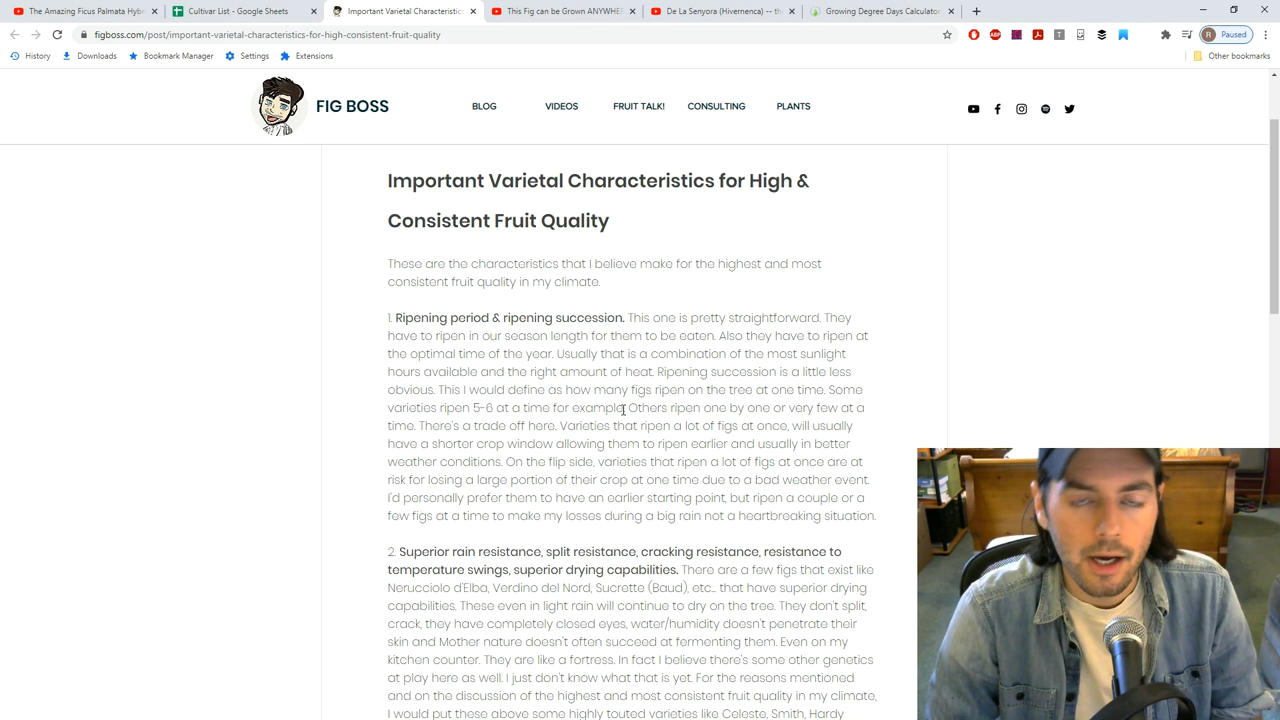 The Amazing Ficus Palmata Hyb
Cultivar List - Google Sheets
Important Varietal Characteristics
This Fig can be Grown ANYWHER
De La Senyora (Hivernenca) -- th
Growing Degree Days Calculator
figboss.com/post/important-varietal-characteristics-for-high-consistent-fruit-quality
R Paused
History Downloads Bookmark Manager Settings Extensions Other bookmarks
FIG BOSS BLOG VIDEOS FRUIT TALK! CONSULTING PLANTS
Important Varietal Characteristics for High &
Consistent Fruit Quality
These are the characteristics that I believe make for the highest and most
consistent fruit quality in my climate.
1. Ripening period & ripening succession. This one is pretty straightforward. They
have to ripen in our season length for them to be eaten. Also they have to ripen at
the optimal time of the year. Usually that is a combination of the most sunlight
hours available and the right amount of heat. Ripening succession is a little less
obvious. This I would define as how many figs ripen on the tree at one time. Some
varieties ripen 5-6 at a time for example. Others ripen one by one or very few at a
time. There's a trade off here. Varieties that ripen a lot of figs at once, will usually
have a shorter crop window allowing them to ripen earlier and usually in better
weather conditions. On the flip side, varieties that ripen a lot of figs at once are at
risk for losing a large portion of their crop at one time due to a bad weather event.
I'd personally prefer them to have an earlier starting point, but ripen a couple or a
few figs at a time to make my losses during a big rain not a heartbreaking situation.
2. Superior rain resistance, split resistance, cracking resistance, resistance to
temperature swings, superior drying capabilities. There are a few figs that exist like
Nerucciolo d'Elba, Verdino del Nord, Sucrette (Baud), etc... that have superior drying
capabilities. These even in light rain will continue to dry on the tree. They don't split,
crack, they have completely closed eyes, water/humidity doesn't penetrate their
skin and Mother nature doesn't often succeed at fermenting them. Even on my
kitchen counter. They are like a fortress. In fact I believe there's some other genetics
at play here as well. I just don't know what that is yet. For the reasons mentioned
and on the discussion of the highest and most consistent fruit quality in my climate,
I would put these above some highly touted varieties like Celeste, Smith, Hardy